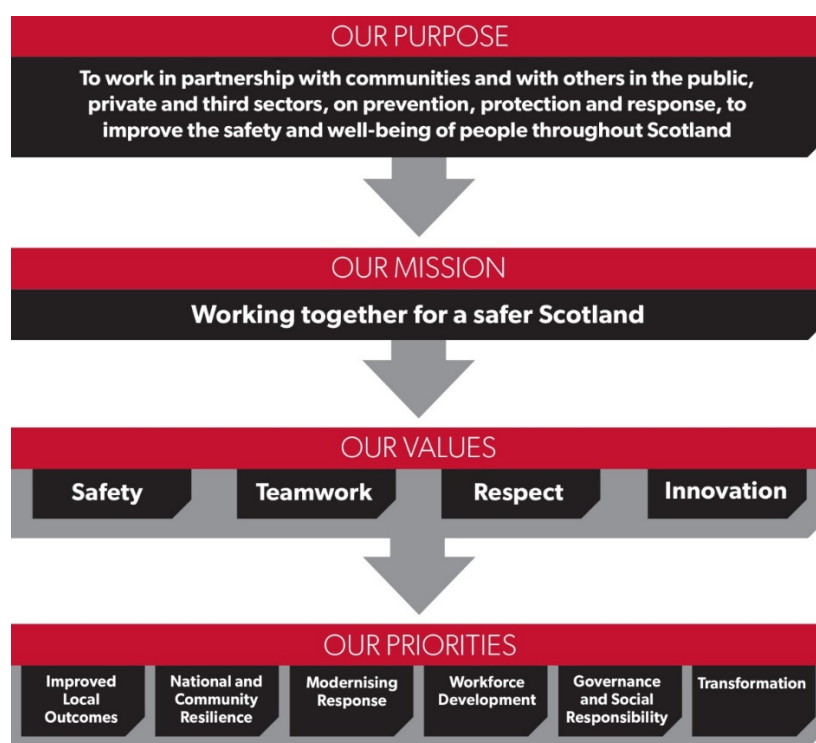 OUR PURPOSE
To work in partnership with communities and with others in the public,
private and third sectors, on prevention, protection and response, to
improve the safety and well-being of people throughout Scotland
OUR MISSION
Working together for a safer Scotland
OUR VALUES
Safety
Teamwork
Respect
Innovation
OUR PRIORITIES
Improved
Local
Outcomes
National and
Community
Resilience
Modernising
Response
Workforce
Development
Governance
and Social
Responsibility
Transformation